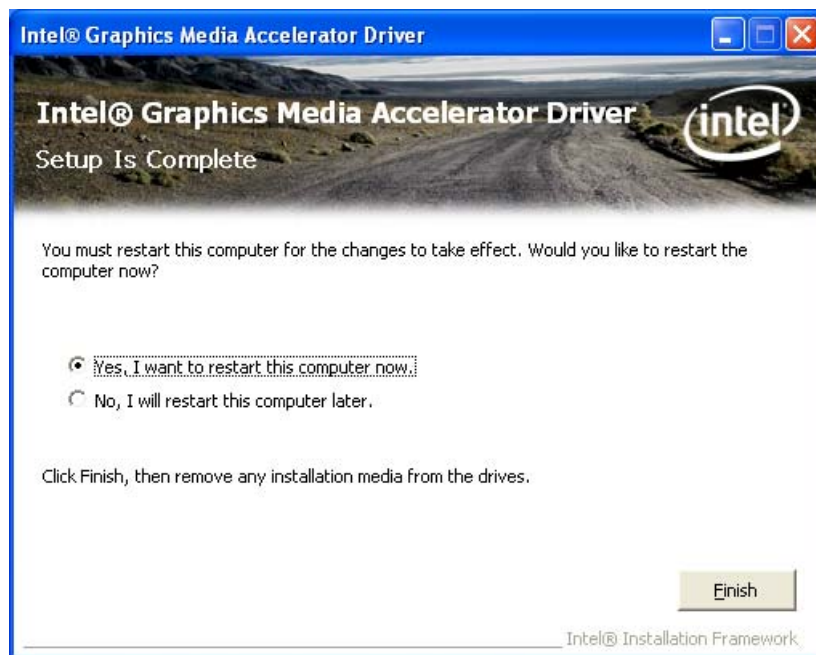 Intel® Graphics Media Accelerator Driver
Intel® Graphics Media Accelerator Driver
intel
Setup Is Complete
You must restart this computer for the changes to take effect. Would you like to restart the
computer now?
Yes, I want to restart this computer now.
No, I will restart this computer later.
Click Finish, then remove any installation media from the drives.
Finish
Intel® Installation Framework